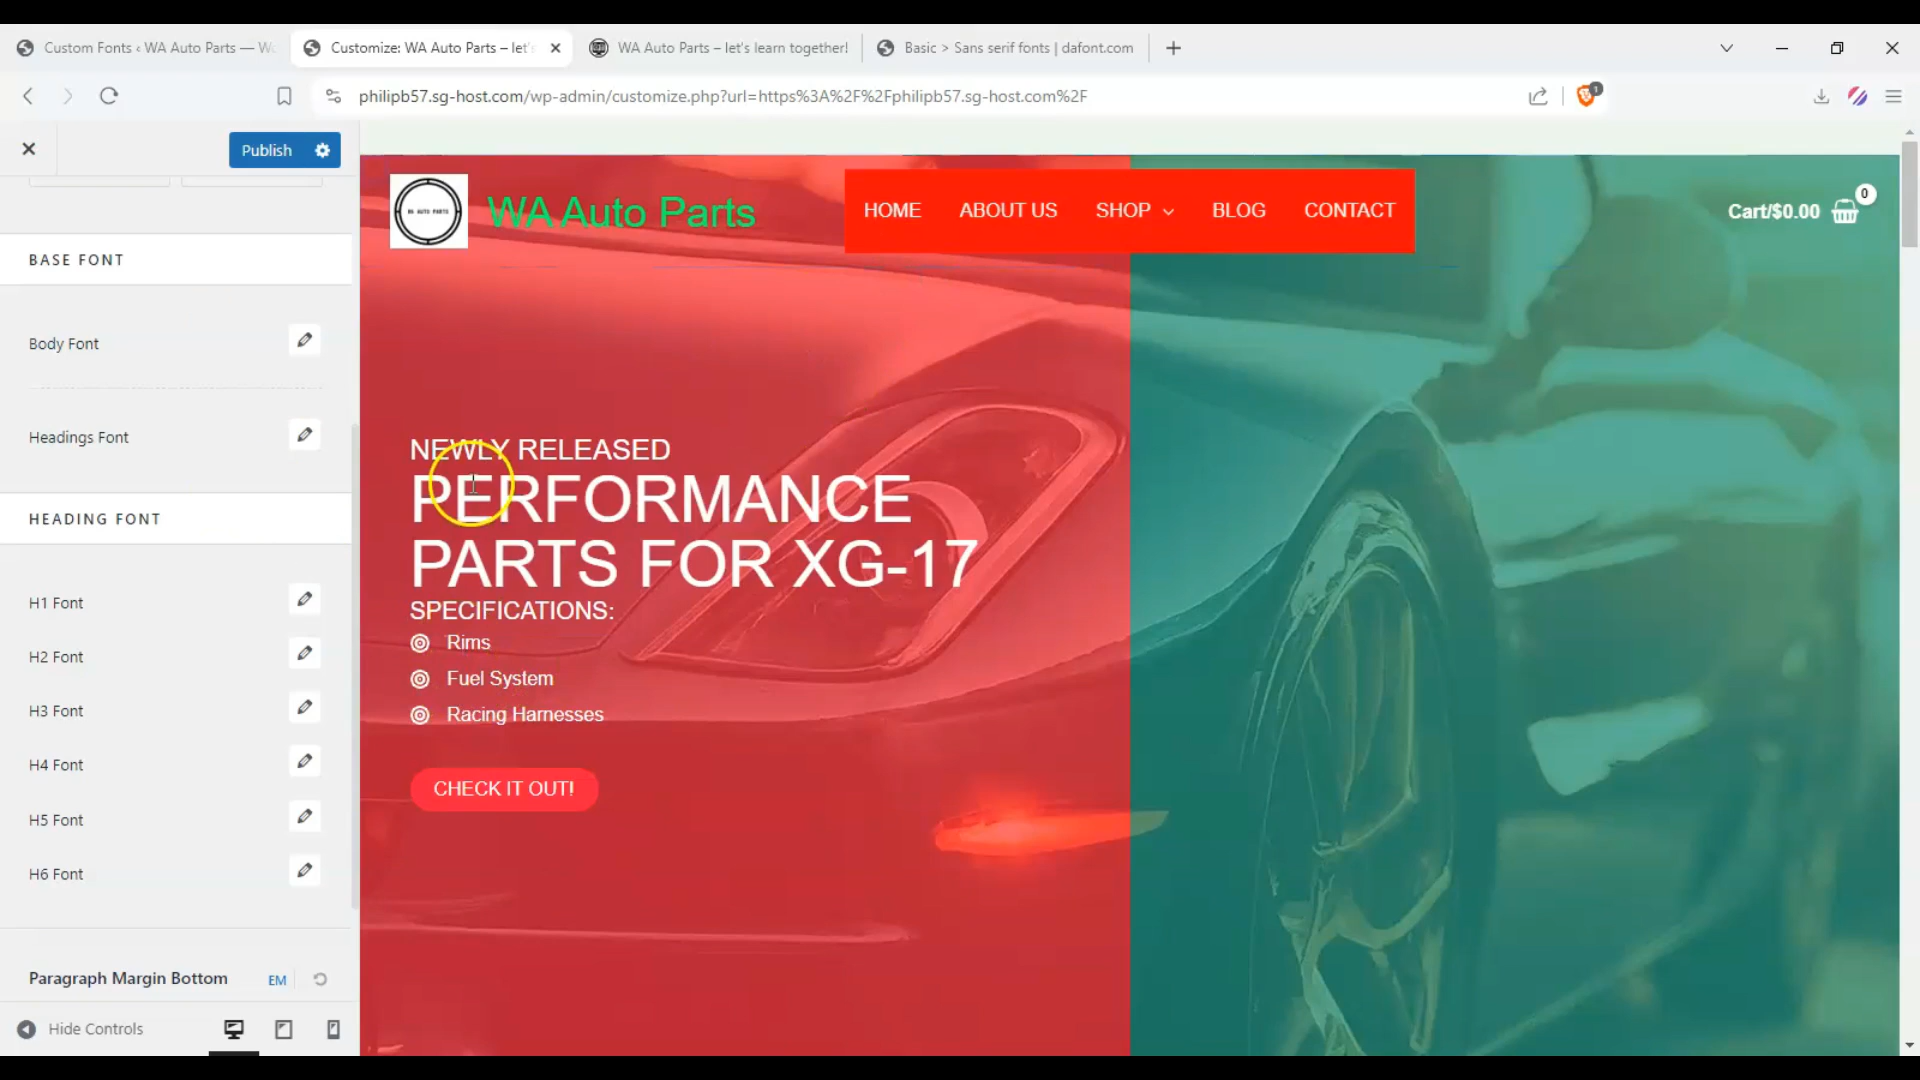 Custom Fonts ‹ WA Auto Parts — Wo
Customize: WA Auto Parts – let's
WA Auto Parts – let's learn together!
Basic > Sans serif fonts | dafont.com
philipb57.sg-host.com/wp-admin/customize.php?url=https%3A%2F%2Fphilipb57.sg-host.com%2F
1
Publish
WA AUTO PARTS
WA Auto Parts
HOME
ABOUT US
SHOP
BLOG
CONTACT
Cart/$0.00
0
BASE FONT
Body Font
Headings Font
HEADING FONT
H1 Font
H2 Font
H3 Font
H4 Font
H5 Font
H6 Font
Paragraph Margin Bottom
EM
Hide Controls
NEWLY RELEASED
PERFORMANCE
PARTS FOR XG-17
SPECIFICATIONS:
Rims
Fuel System
Racing Harnesses
CHECK IT OUT!